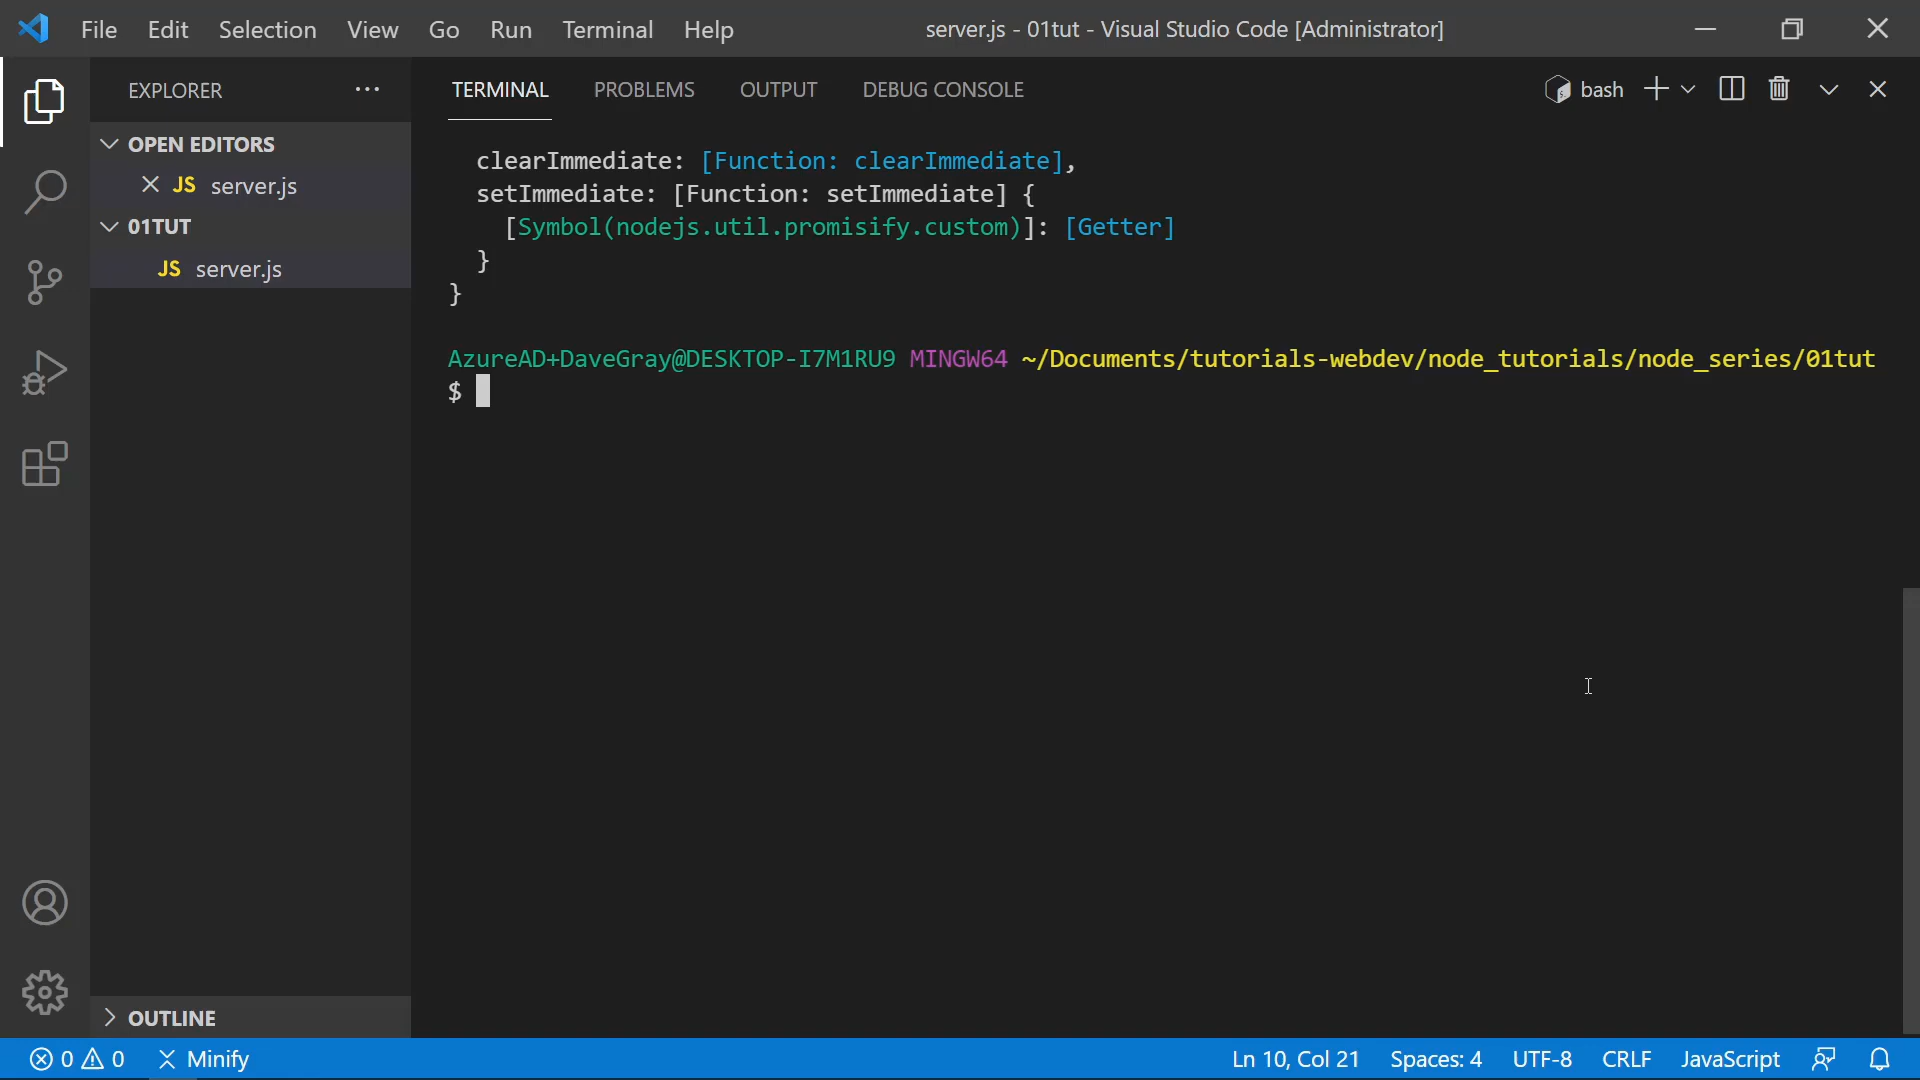 File Edit Selection View Go Run Terminal Help server.js - 01tut - Visual Studio Code [Administrator]
EXPLORER
OPEN EDITORS
JS server.js
01TUT
JS server.js
OUTLINE
TERMINAL PROBLEMS OUTPUT DEBUG CONSOLE bash
clearImmediate: [Function: clearImmediate],
setImmediate: [Function: setImmediate] {
[Symbol(nodejs.util.promisify.custom)]: [Getter]
}
}
AzureAD+DaveGray@DESKTOP-I7M1RU9 MINGW64 ~/Documents/tutorials-webdev/node_tutorials/node_series/01tut
$
0 0 Minify Ln 10, Col 21 Spaces: 4 UTF-8 CRLF JavaScript